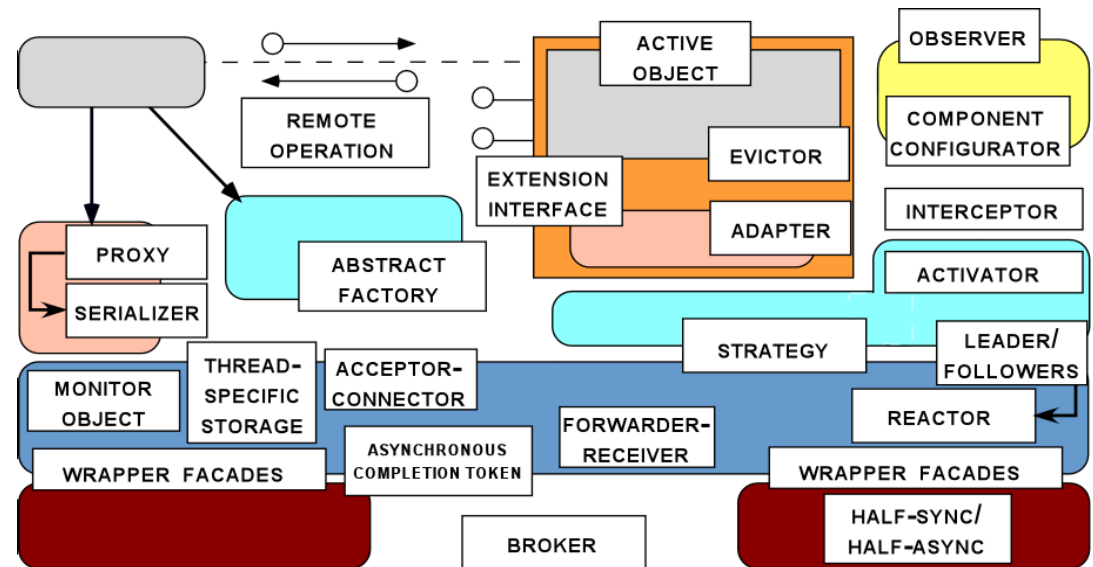 OBSERVER
ACTIVE
OBJECT
REMOTE
OPERATION
COMPONENT
CONFIGURATOR
EVICTOR
EXTENSION
INTERFACE
INTERCEPTOR
ADAPTER
PROXY
ABSTRACT
FACTORY
ACTIVATOR
SERIALIZER
STRATEGY
LEADER/
FOLLOWERS
MONITOR
OBJECT
THREAD-
SPECIFIC
STORAGE
ACCEPTOR-
CONNECTOR
REACTOR
FORWARDER-
RECEIVER
ASYNCHRONOUS
COMPLETION TOKEN
WRAPPER FACADES
WRAPPER FACADES
BROKER
HALF-SYNC/
HALF-ASYNC